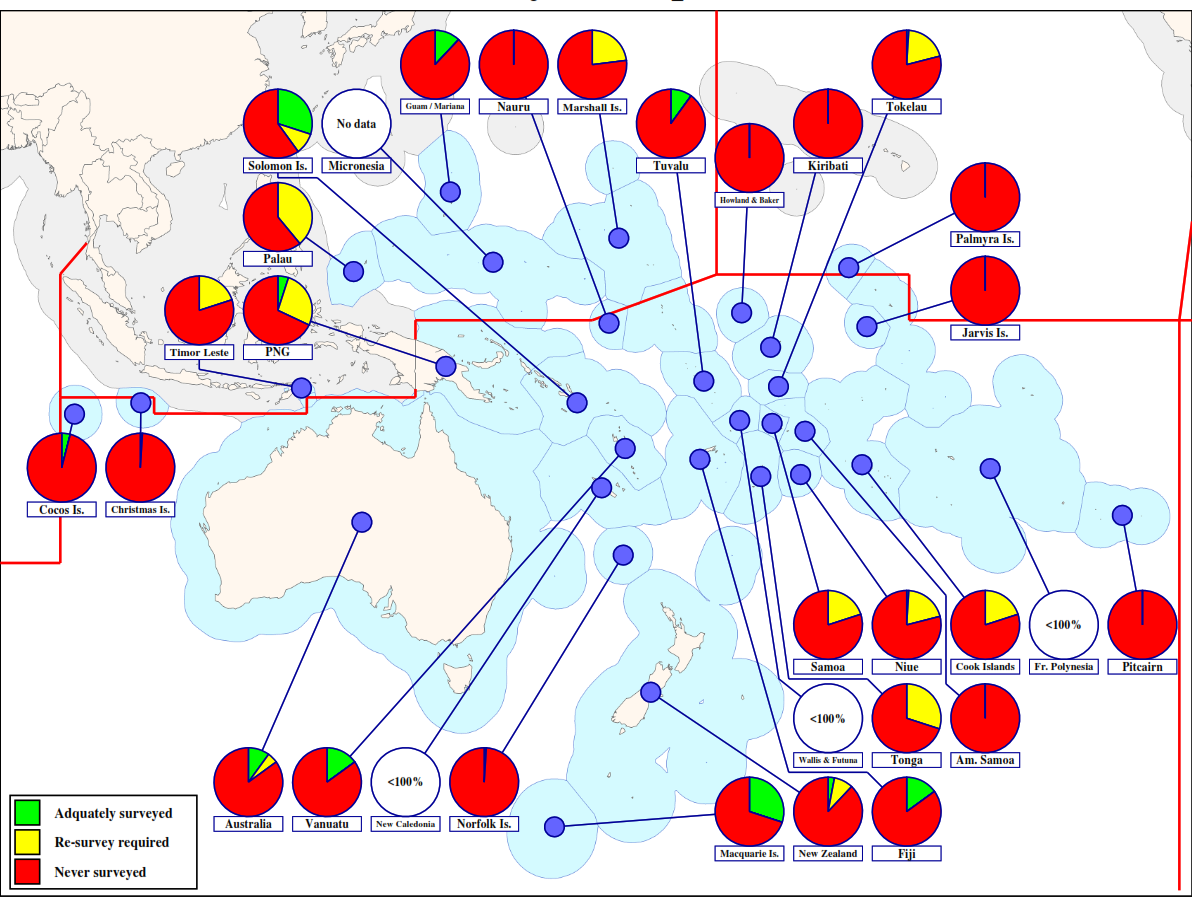 Guam / Mariana
Nauru
Marshall Is.
Tokelau
No data
Solomon Is.
Micronesia
Tuvalu
Howland & Baker
Kiribati
Palmyra Is.
Palau
Jarvis Is.
Timor Leste
PNG
Cocos Is.
Christmas Is.
<100%
Samoa
Niue
Cook Islands
Fr. Polynesia
Pitcairn
<100%
Wallis & Futuna
Tonga
Am. Samoa
<100%
Australia
Vanuatu
New Caledonia
Norfolk Is.
Macquarie Is.
New Zealand
Fiji
Adquately surveyed
Re-survey required
Never surveyed